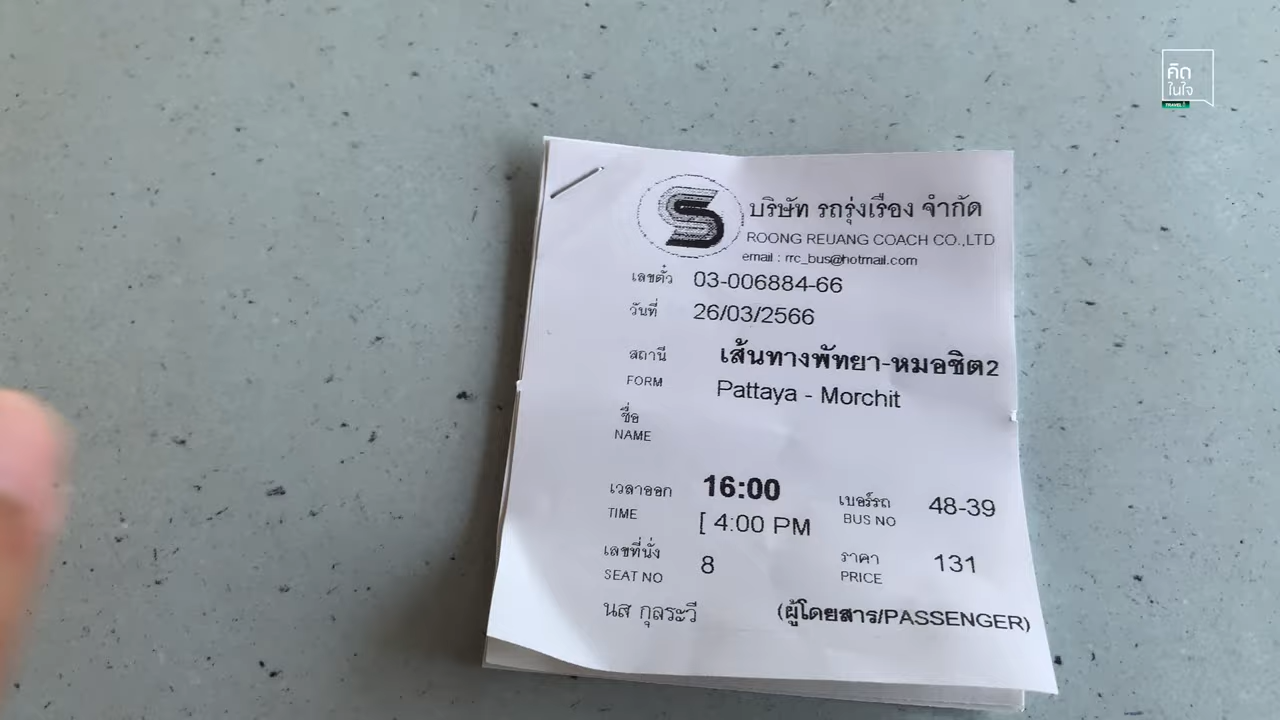 คิด
ในใจ
TRAVEL
บริษัท รถรุ่งเรือง จำกัด
ROONG REUANG COACH CO.,LTD
email : rrc_bus@hotmail.com
เลขตั๋ว 03-006884-66
วันที่ 26/03/2566
สถานี เส้นทางพัทยา-หมอชิต2
FORM Pattaya - Morchit
ชื่อ
NAME
เวลาออก 16:00 เบอร์รถ 48-39
TIME [ 4:00 PM BUS NO
เลขที่นั่ง 8 ราคา 131
SEAT NO PRICE
นส กุลระวี (ผู้โดยสาร/PASSENGER)